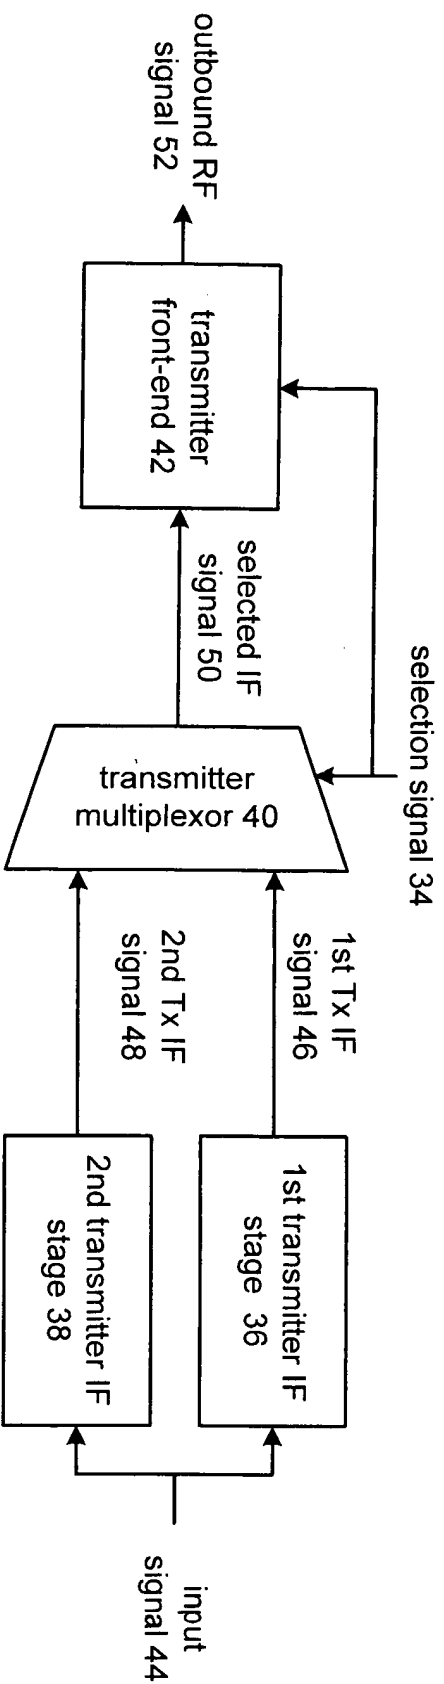 outbound RF
signal 52
transmitter
front-end 42
selection signal 34
selected IF
signal 50
transmitter
multiplexor 40
1st Tx IF
signal 46
2nd Tx IF
signal 48
1st transmitter IF
stage 36
2nd transmitter IF
stage 38
input
signal 44